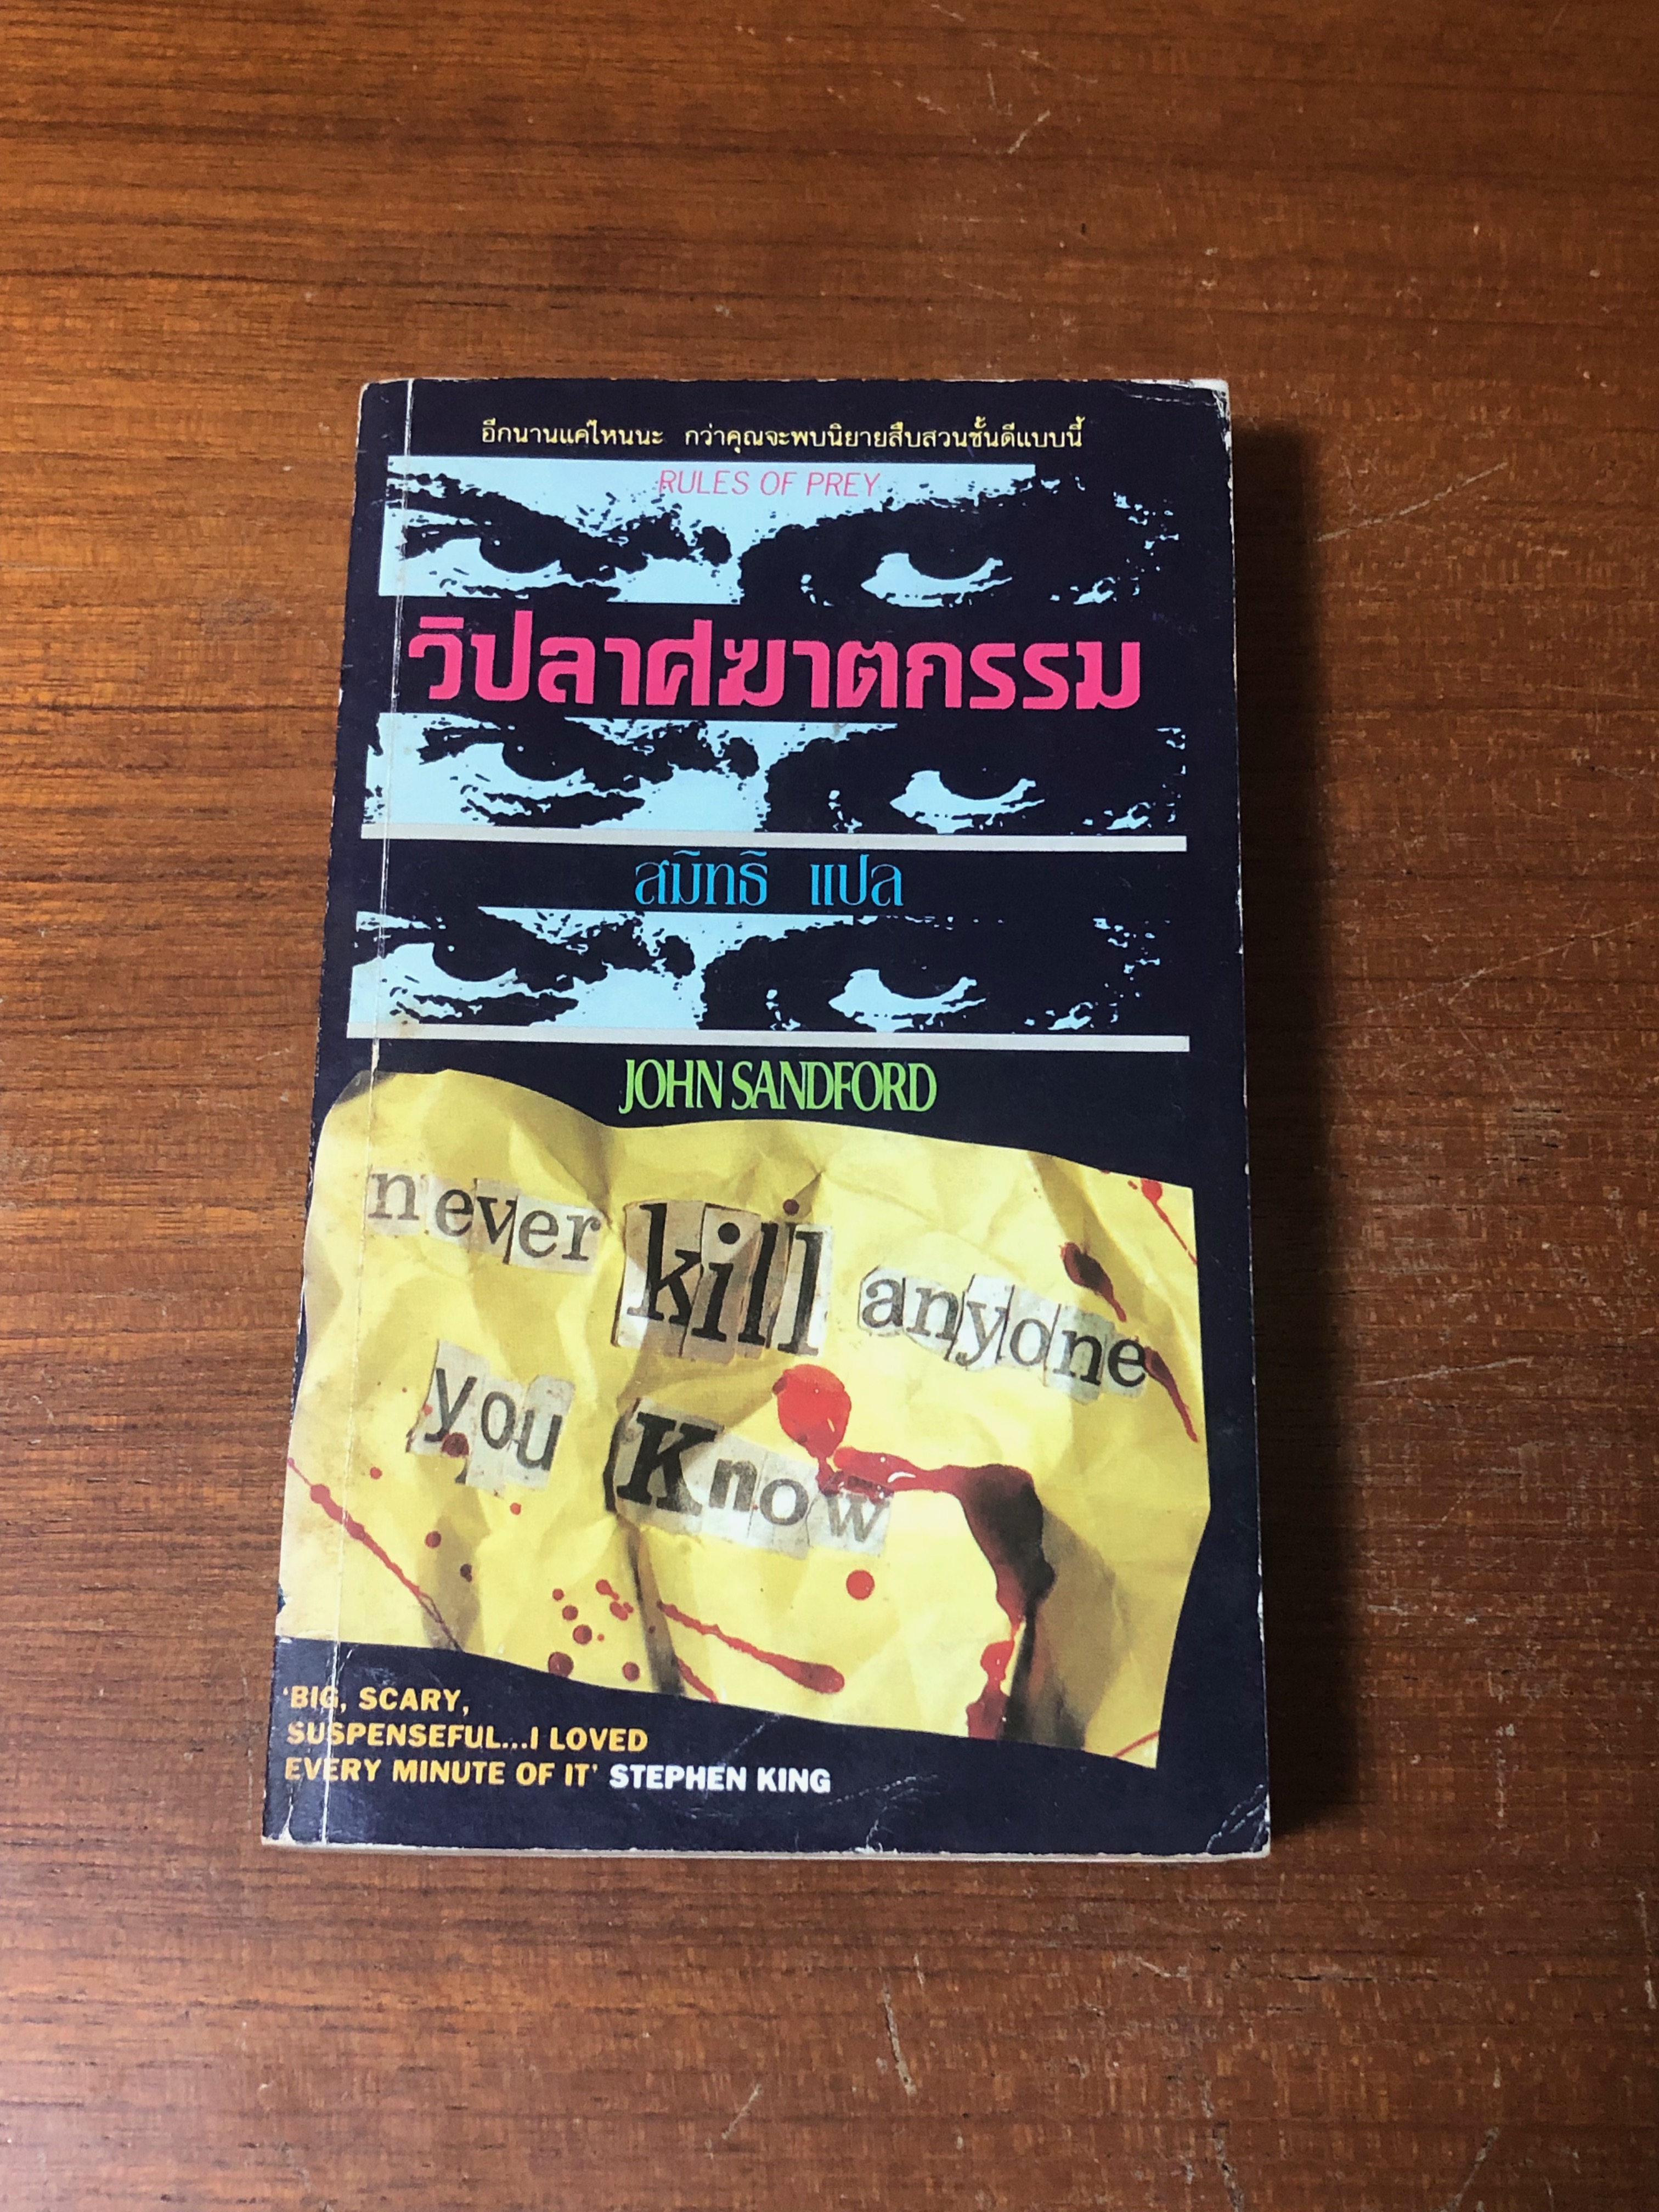 อีกนานแค่ไหนนะ กว่าคุณจะพบนิยายสืบสวนชั้นดีแบบนี้
RULES OF PREY
วิปลาศฆาตกรรม
สมิทธิ แปล
JOHN SANDFORD
never kill anyone
you Know
'BIG, SCARY,
SUSPENSEFUL...I LOVED
EVERY MINUTE OF IT' STEPHEN KING